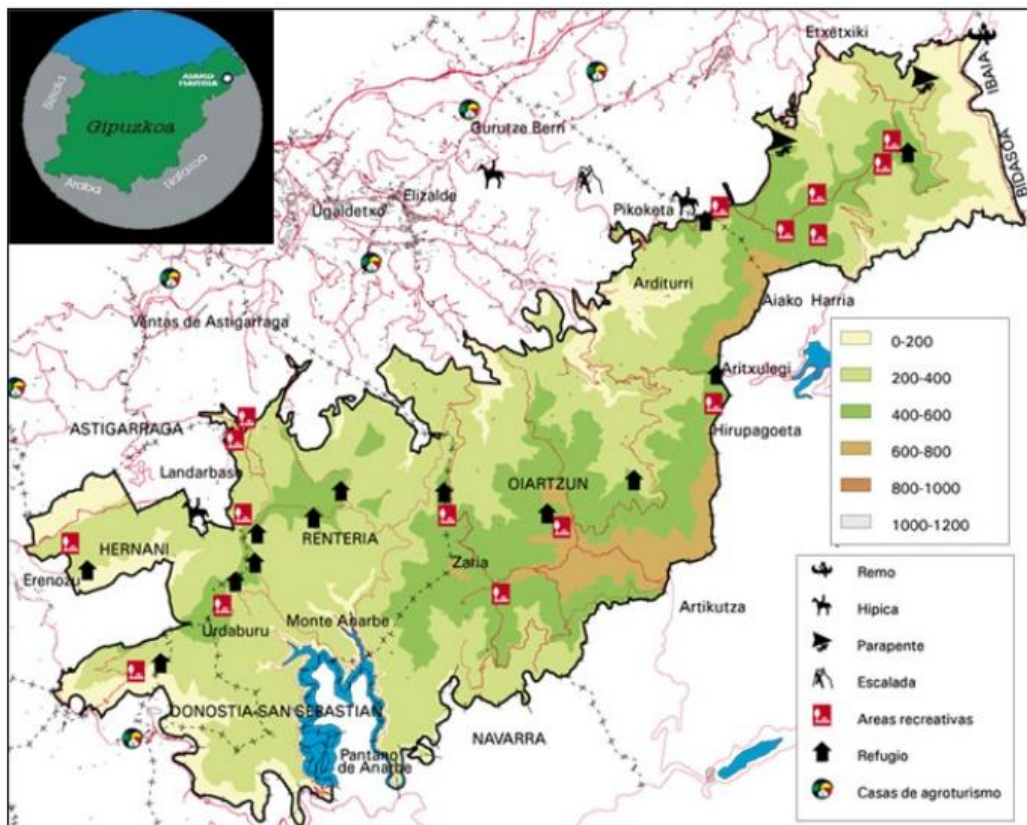 AIAKO
HARRIA
Bizkaia
Gipuzkoa
Araba
Nafarroa
Etxetxiki
IBAIA
BIDASOA
Gurutze Berri
Elizalde
Ugaldetxo
Pikoketa
Arditurri
Aiako Harria
Ventas de Astigarraga
Aritxulegi
Hirupagoeta
ASTIGARRAGA
Landarbaso
OIARTZUN
HERNANI
RENTERIA
Erenozu
Zaria
Artikutza
Urdaburu
Monte Añarbe
DONOSTIA-SAN SEBASTIAN
NAVARRA
Pantano
de Añarbe
0-200
200-400
400-600
600-800
800-1000
1000-1200
Remo
Hipica
Parapente
Escalada
Areas recreativas
Refugio
Casas de agroturismo